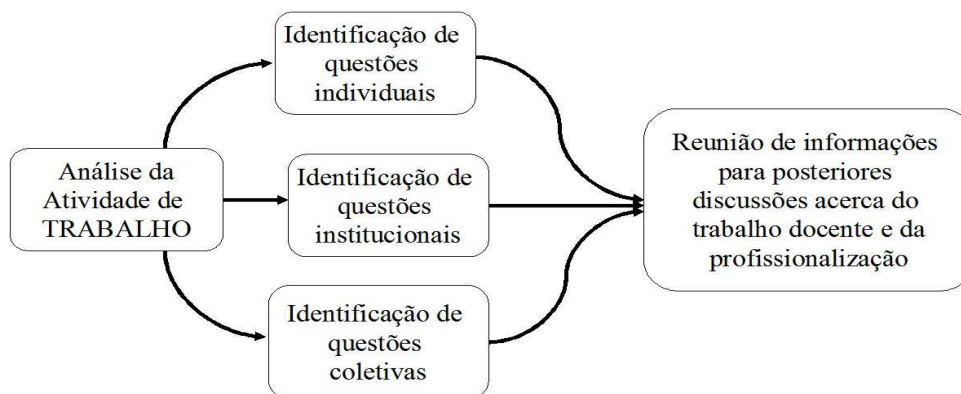 Identificação de
questões
individuais
Análise da
Atividade de
TRABALHO
Identificação de
questões
institucionais
Identificação de
questões
coletivas
Reunião de informações
para posteriores
discussões acerca do
trabalho docente e da
profissionalização